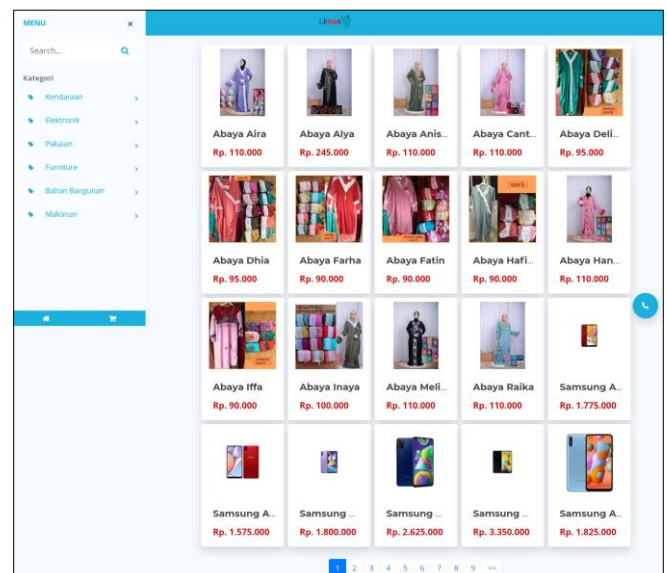 MENU ×
Limas
Search...
Kategori
Kendaraan
Elektronik
Pakaian
Furniture
Bahan Bangunan
Makanan
Abaya Aira
Rp. 110.000
Abaya Alya
Rp. 245.000
Abaya Anis...
Rp. 110.000
Abaya Cant...
Rp. 110.000
Abaya Deli...
Rp. 95.000
Abaya Dhia
Rp. 95.000
Abaya Farha
Rp. 90.000
Abaya Fatin
Rp. 90.000
Abaya Hafi...
Rp. 90.000
Abaya Han...
Rp. 110.000
Abaya Iffa
Rp. 90.000
Abaya Inaya
Rp. 100.000
Abaya Meli...
Rp. 110.000
Abaya Raika
Rp. 110.000
Samsung A...
Rp. 1.775.000
Samsung A...
Rp. 1.575.000
Samsung ...
Rp. 1.800.000
Samsung ...
Rp. 2.625.000
Samsung ...
Rp. 3.350.000
Samsung A...
Rp. 1.825.000
1 2 3 4 5 6 7 8 9 >>